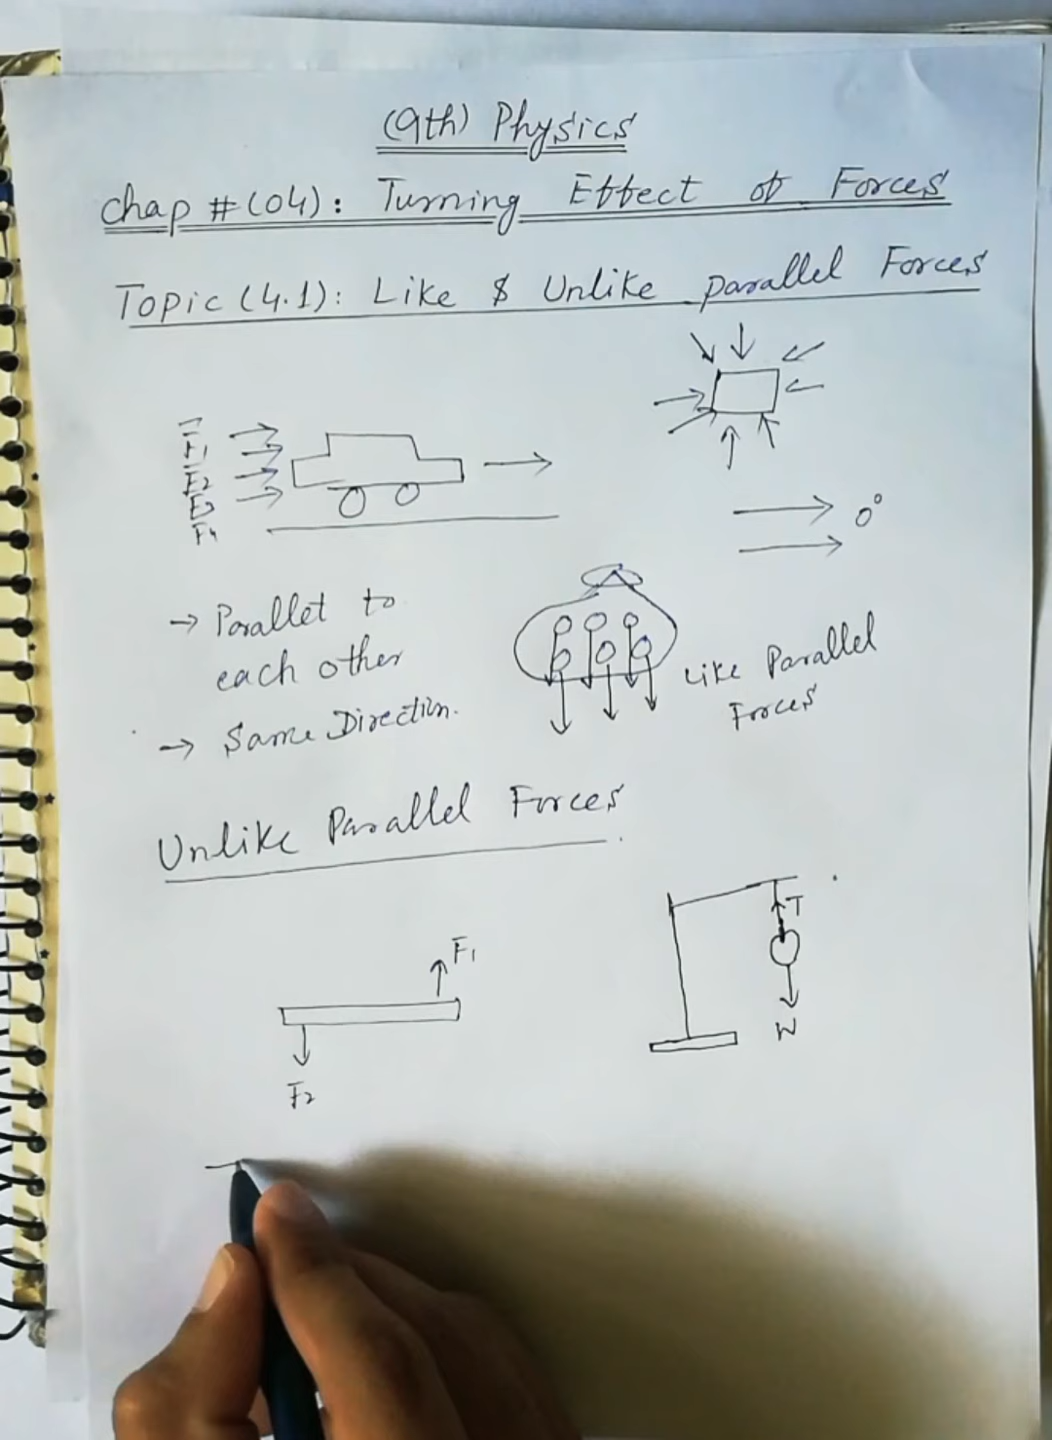 (9th) Physics
Chap #(04): Turning Effect of Forces
Topic (4.1): Like & Unlike parallel Forces
F1
F2
F3
F4
0°
→ Parallel to
each other
→ Same Direction.
Like Parallel
Forces
Unlike Parallel Forces
F1
T
W
F2